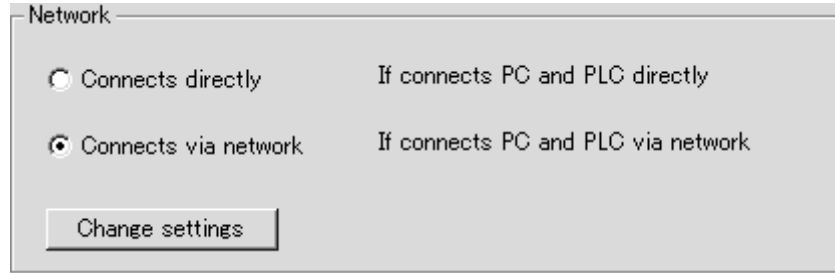 Network
Connects directly If connects PC and PLC directly
Connects via network If connects PC and PLC via network
Change settings